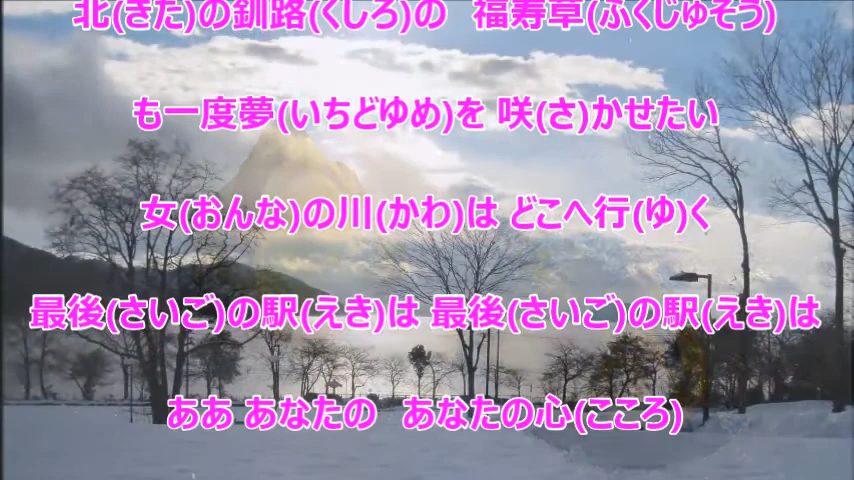 北(きた)の釧路(くしろ)の 福寿草(ふくじゅそう)
も一度夢(いちどゆめ)を 咲(さ)かせたい
女(おんな)の川(かわ)は どこへ行(ゆ)く
最後(さいご)の駅(えき)は 最後(さいご)の駅(えき)は
ああ あなたの あなたの心(こころ)